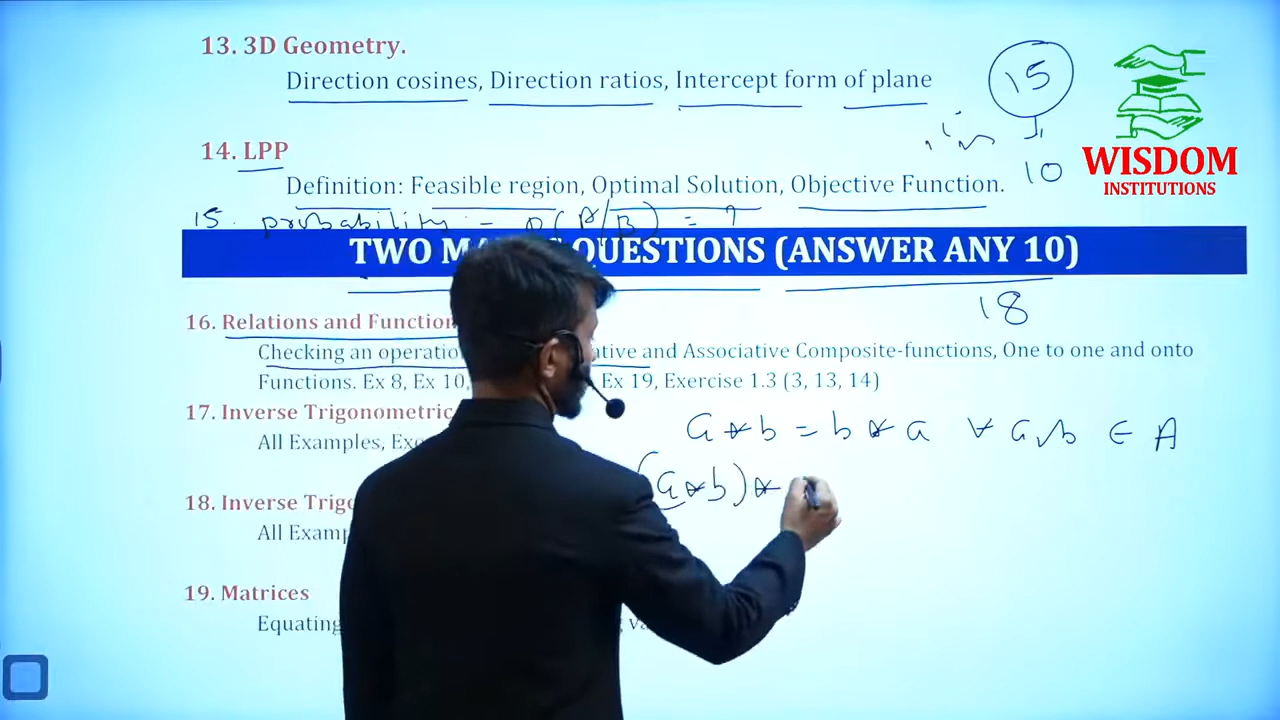 13. 3D Geometry.
Direction cosines, Direction ratios, Intercept form of plane
15
10
WISDOM
INSTITUTIONS
14. LPP
Definition: Feasible region, Optimal Solution, Objective Function.
15. probability - P(A/B) = ?
TWO M QUESTIONS (ANSWER ANY 10)
18
16. Relations and Function
Checking an operatio ative and Associative Composite-functions, One to one and onto
Functions. Ex 8, Ex 10, Ex 19, Exercise 1.3 (3, 13, 14)
17. Inverse Trigonometric
a * b = b * a ∀ a, b ∈ A
All Examples, Exe
(a * b) *
18. Inverse Trigo
All Examp
19. Matrices
Equating